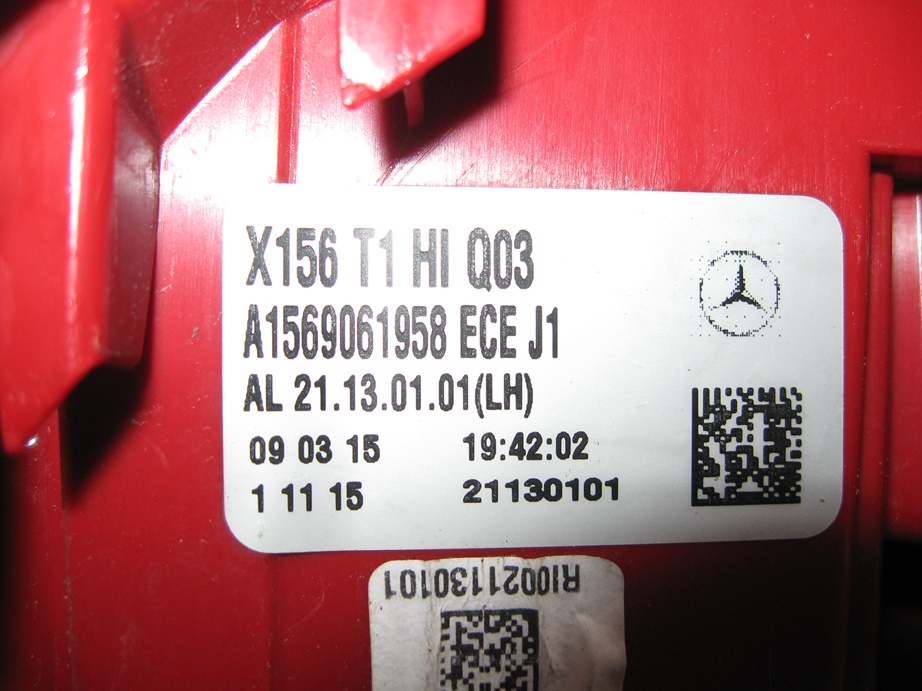 X156 T1 HI Q03
A1569061958 ECE J1
AL 21.13.01.01(LH)
09 03 15 19:42:02
1 11 15 21130101
RI0021130101